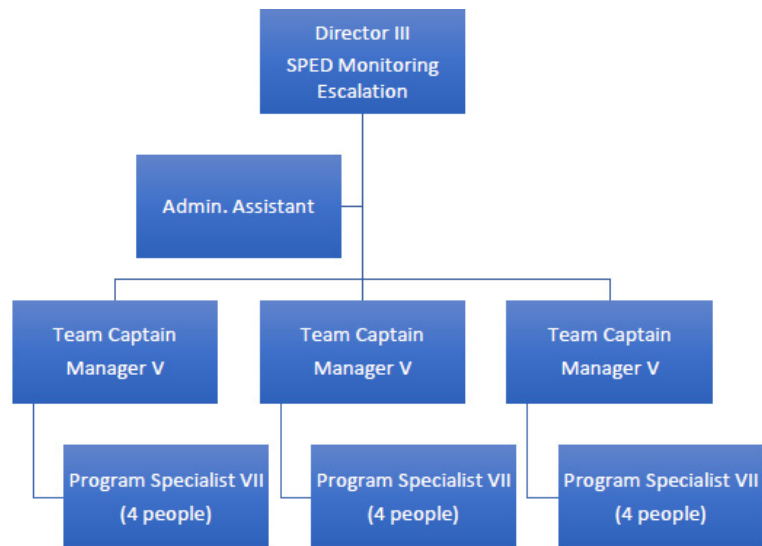 Director III
SPED Monitoring
Escalation
Admin. Assistant
Team Captain
Manager V
Team Captain
Manager V
Team Captain
Manager V
Program Specialist VII
(4 people)
Program Specialist VII
(4 people)
Program Specialist VII
(4 people)